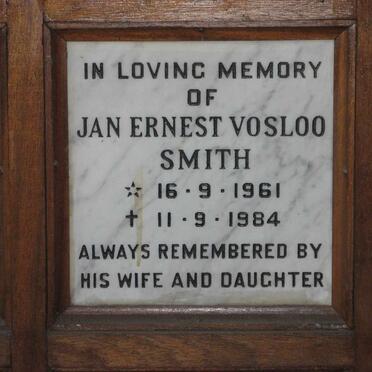 IN LOVING MEMORY
OF
JAN ERNEST VOSLOO
SMITH
☆ 16·9·1961
✝ 11·9·1984
ALWAYS REMEMBERED BY
HIS WIFE AND DAUGHTER